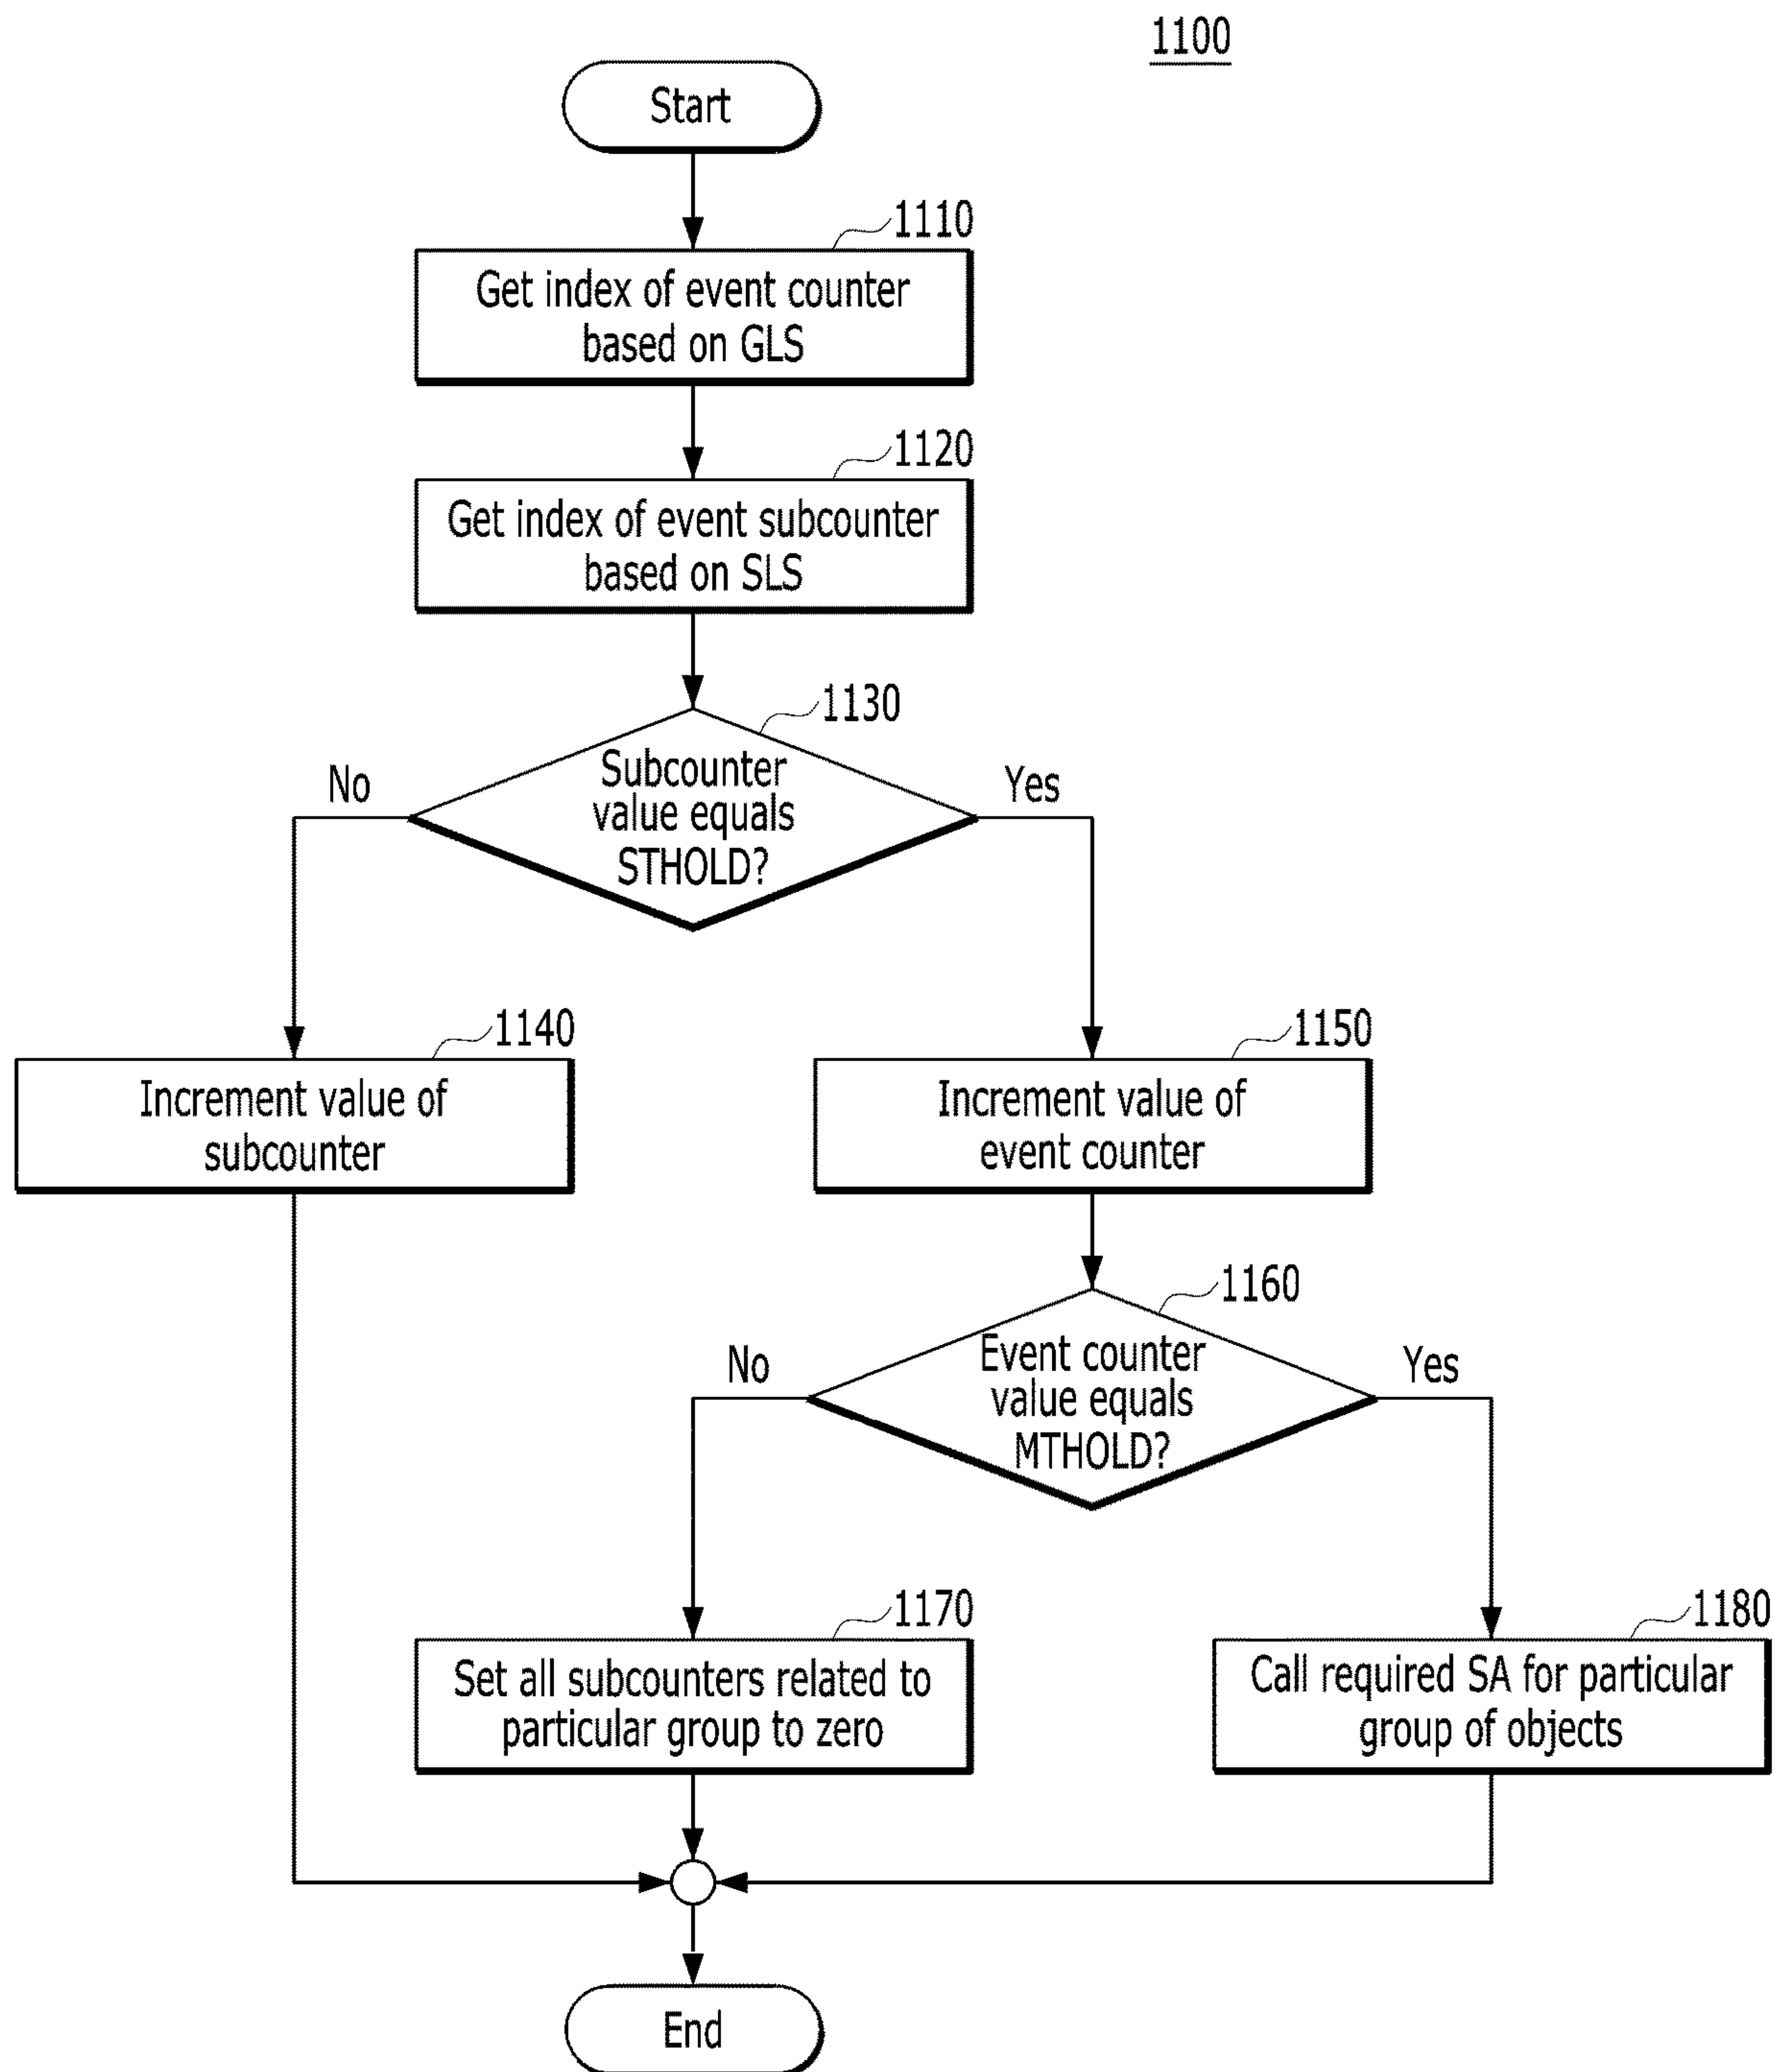 1100
Start
1110
Get index of event counter
based on GLS
1120
Get index of event subcounter
based on SLS
1130
Subcounter
value equals
STHOLD?
No
Yes
1140
Increment value of
subcounter
1150
Increment value of
event counter
1160
Event counter
value equals
MTHOLD?
No
Yes
1170
Set all subcounters related to
particular group to zero
1180
Call required SA for particular
group of objects
End